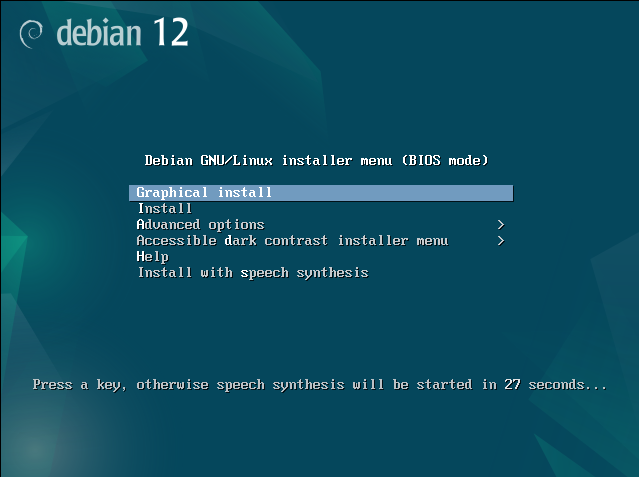 debian 12
Debian GNU/Linux installer menu (BIOS mode)
Graphical install
Install
Advanced options >
Accessible dark contrast installer menu >
Help
Install with speech synthesis
Press a key, otherwise speech synthesis will be started in 27 seconds...